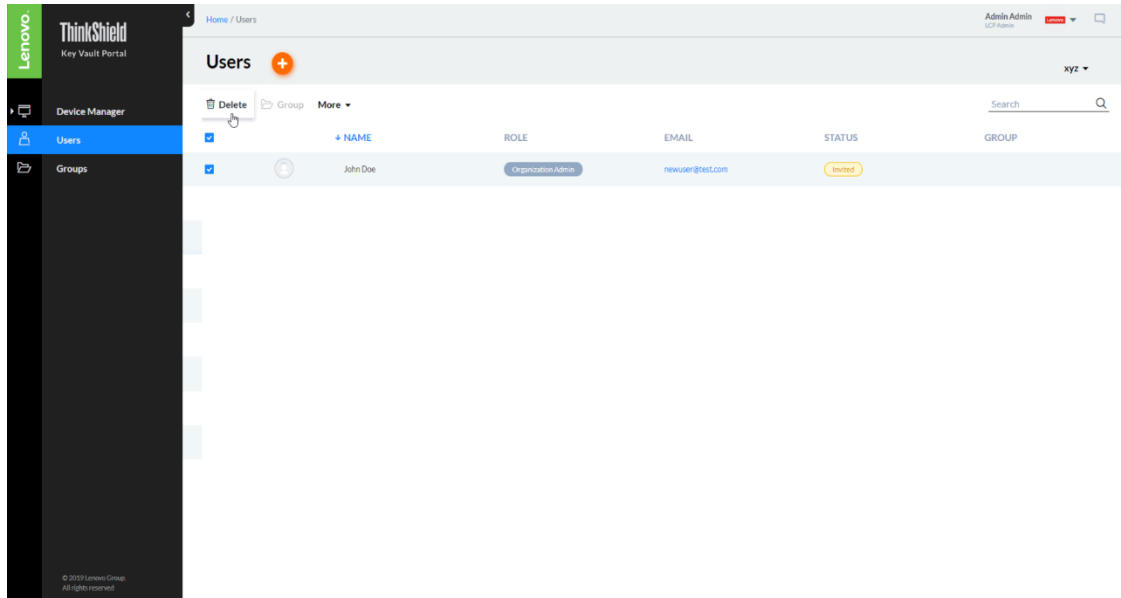 Lenovo.
ThinkShield
Key Vault Portal
Home / Users
Admin Admin
LCP Admin
Lenovo
Users
xyz
Device Manager
Users
Groups
Delete Group More
Search
NAME ROLE EMAIL STATUS GROUP
John Doe Organization Admin newuser@test.com Invited
© 2019 Lenovo Group.
All rights reserved